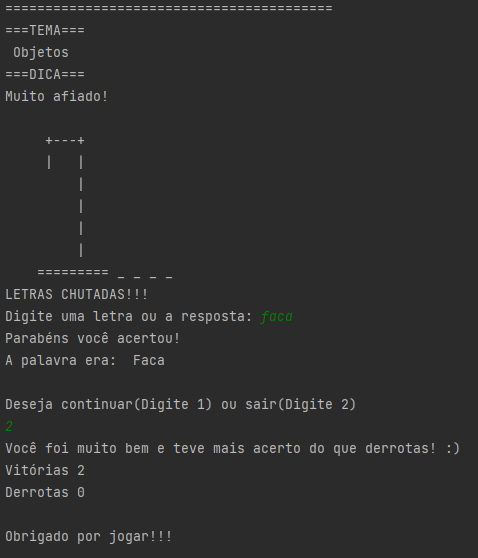 =========================================
===TEMA===
 Objetos
===DICA===
Muito afiado!
     +---+
     |   |
         |
         |
         |
         |
    ========= _ _ _ _
LETRAS CHUTADAS!!!
Digite uma letra ou a resposta: faca
Parabéns você acertou!
A palavra era:  Faca
Deseja continuar(Digite 1) ou sair(Digite 2)
2
Você foi muito bem e teve mais acerto do que derrotas! :)
Vitórias 2
Derrotas 0
Obrigado por jogar!!!